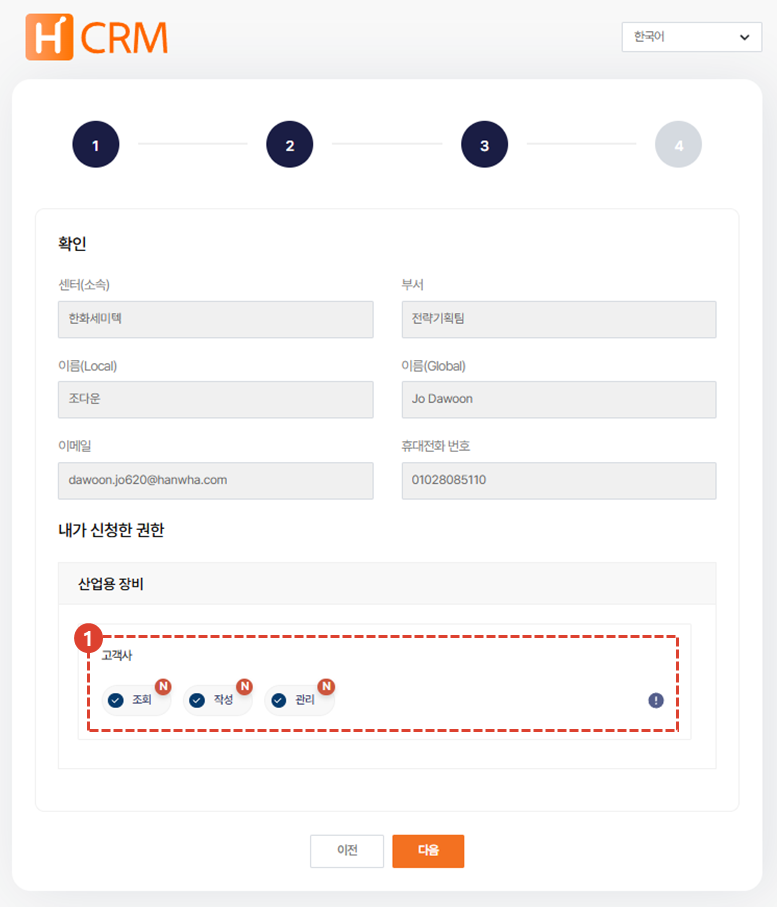 H CRM
한국어
1
2
3
4
확인
센터(소속)
부서
한화세미텍
전략기획팀
이름(Local)
이름(Global)
조다운
Jo Dawoon
이메일
휴대전화 번호
dawoon.jo620@hanwha.com
01028085110
내가 신청한 권한
산업용 장비
1
고객사
조회 N 작성 N 관리 N !
이전 다음